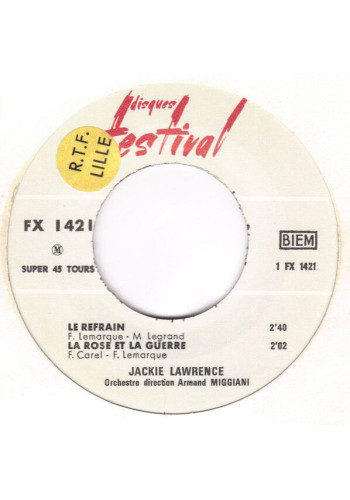 disques
festival
R.T.F.
LILLE
FX 1421
M
SUPER 45 TOURS
BIEM
1 FX 1421
LE REFRAIN
F. Lemarque - M. Legrand 2'40
LA ROSE ET LA GUERRE
F. Carel - F. Lemarque 2'02
JACKIE LAWRENCE
Orchestre direction Armand MIGGIANI